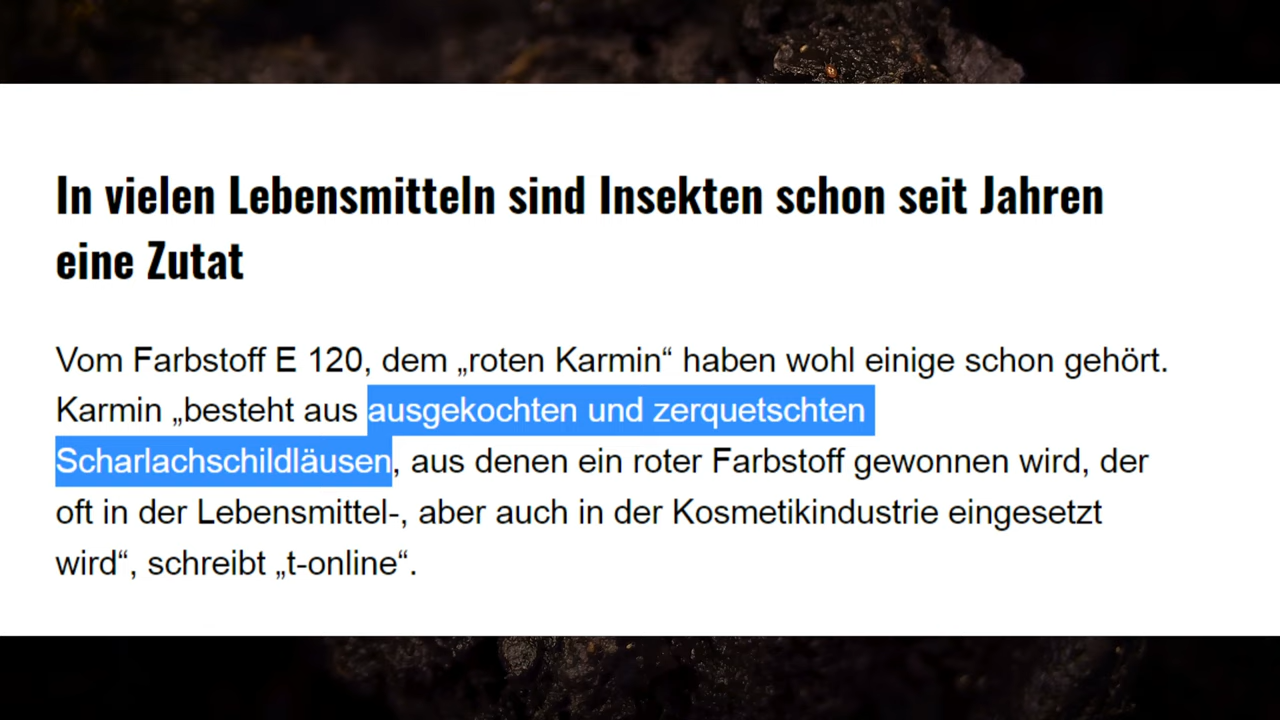 In vielen Lebensmitteln sind Insekten schon seit Jahren
eine Zutat
Vom Farbstoff E 120, dem „roten Karmin“ haben wohl einige schon gehört.
Karmin „besteht aus ausgekochten und zerquetschten
Scharlachschildläusen, aus denen ein roter Farbstoff gewonnen wird, der
oft in der Lebensmittel-, aber auch in der Kosmetikindustrie eingesetzt
wird“, schreibt „t-online“.